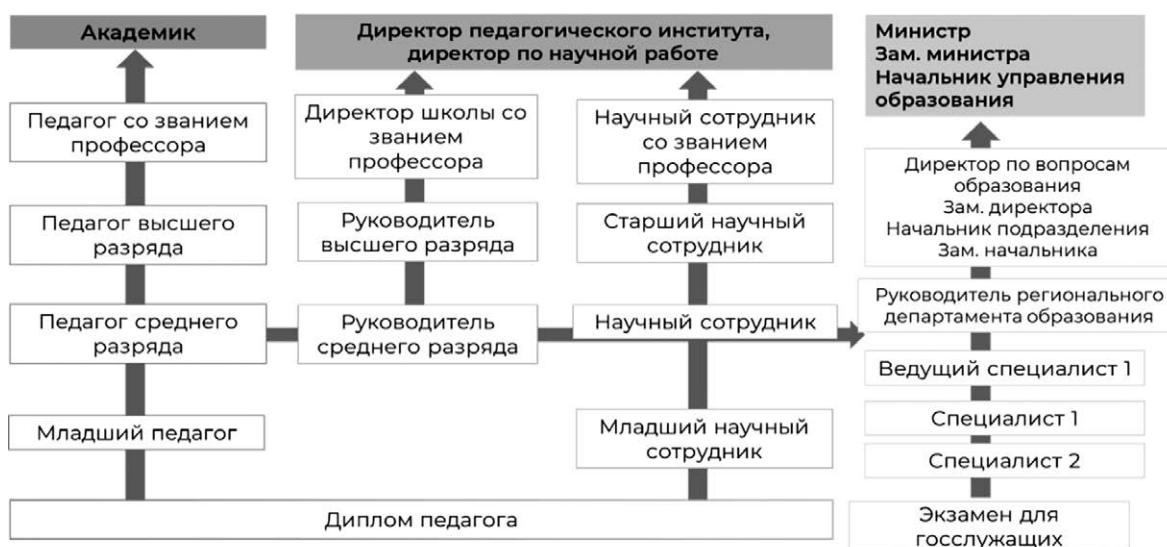 Академик
Педагог со званием
профессора
Педагог высшего
разряда
Педагог среднего
разряда
Младший педагог
Директор педагогического института,
директор по научной работе
Директор школы со
званием
профессора
Руководитель
высшего разряда
Руководитель
среднего разряда
Научный сотрудник
со званием
профессора
Старший научный
сотрудник
Научный сотрудник
Младший научный
сотрудник
Диплом педагога
Министр
Зам. министра
Начальник управления
образования
Директор по вопросам
образования
Зам. директора
Начальник подразделения
Зам. начальника
Руководитель регионального
департамента образования
Ведущий специалист 1
Специалист 1
Специалист 2
Экзамен для
госслужащих